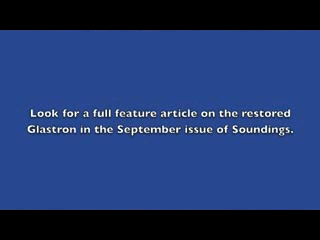 Look for a full feature article on the restored
Glastron in the September issue of Soundings.